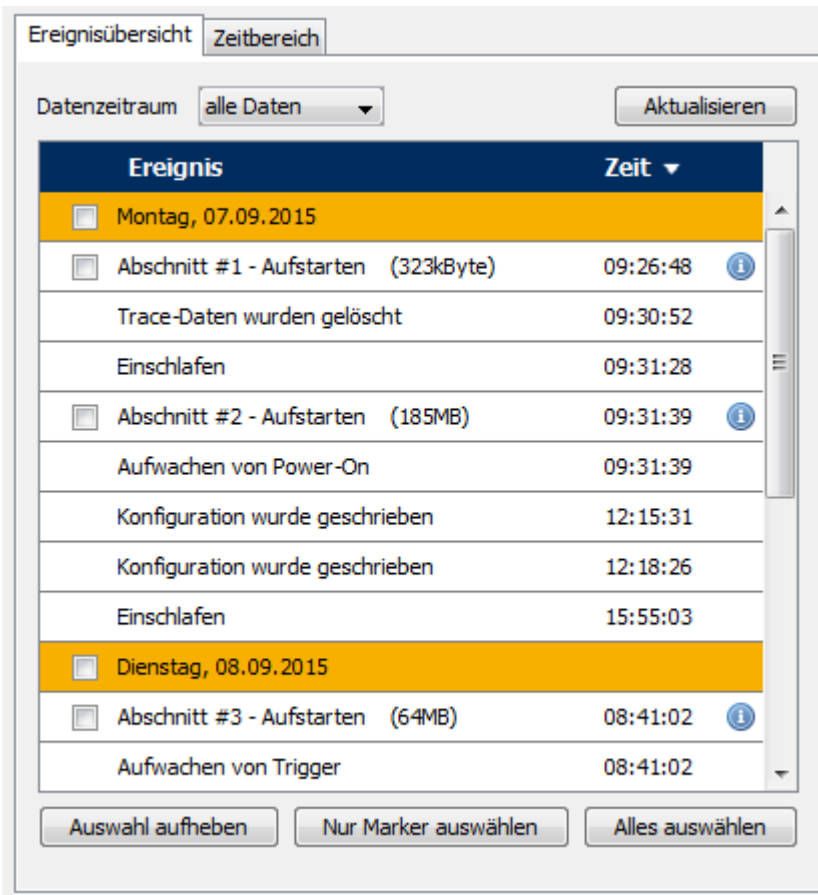 Ereignisübersicht Zeitbereich
Datenzeitraum alle Daten Aktualisieren
Ereignis Zeit
Montag, 07.09.2015
Abschnitt #1 - Aufstarten (323kByte) 09:26:48
Trace-Daten wurden gelöscht 09:30:52
Einschlafen 09:31:28
Abschnitt #2 - Aufstarten (185MB) 09:31:39
Aufwachen von Power-On 09:31:39
Konfiguration wurde geschrieben 12:15:31
Konfiguration wurde geschrieben 12:18:26
Einschlafen 15:55:03
Dienstag, 08.09.2015
Abschnitt #3 - Aufstarten (64MB) 08:41:02
Aufwachen von Trigger 08:41:02
Auswahl aufheben Nur Marker auswählen Alles auswählen